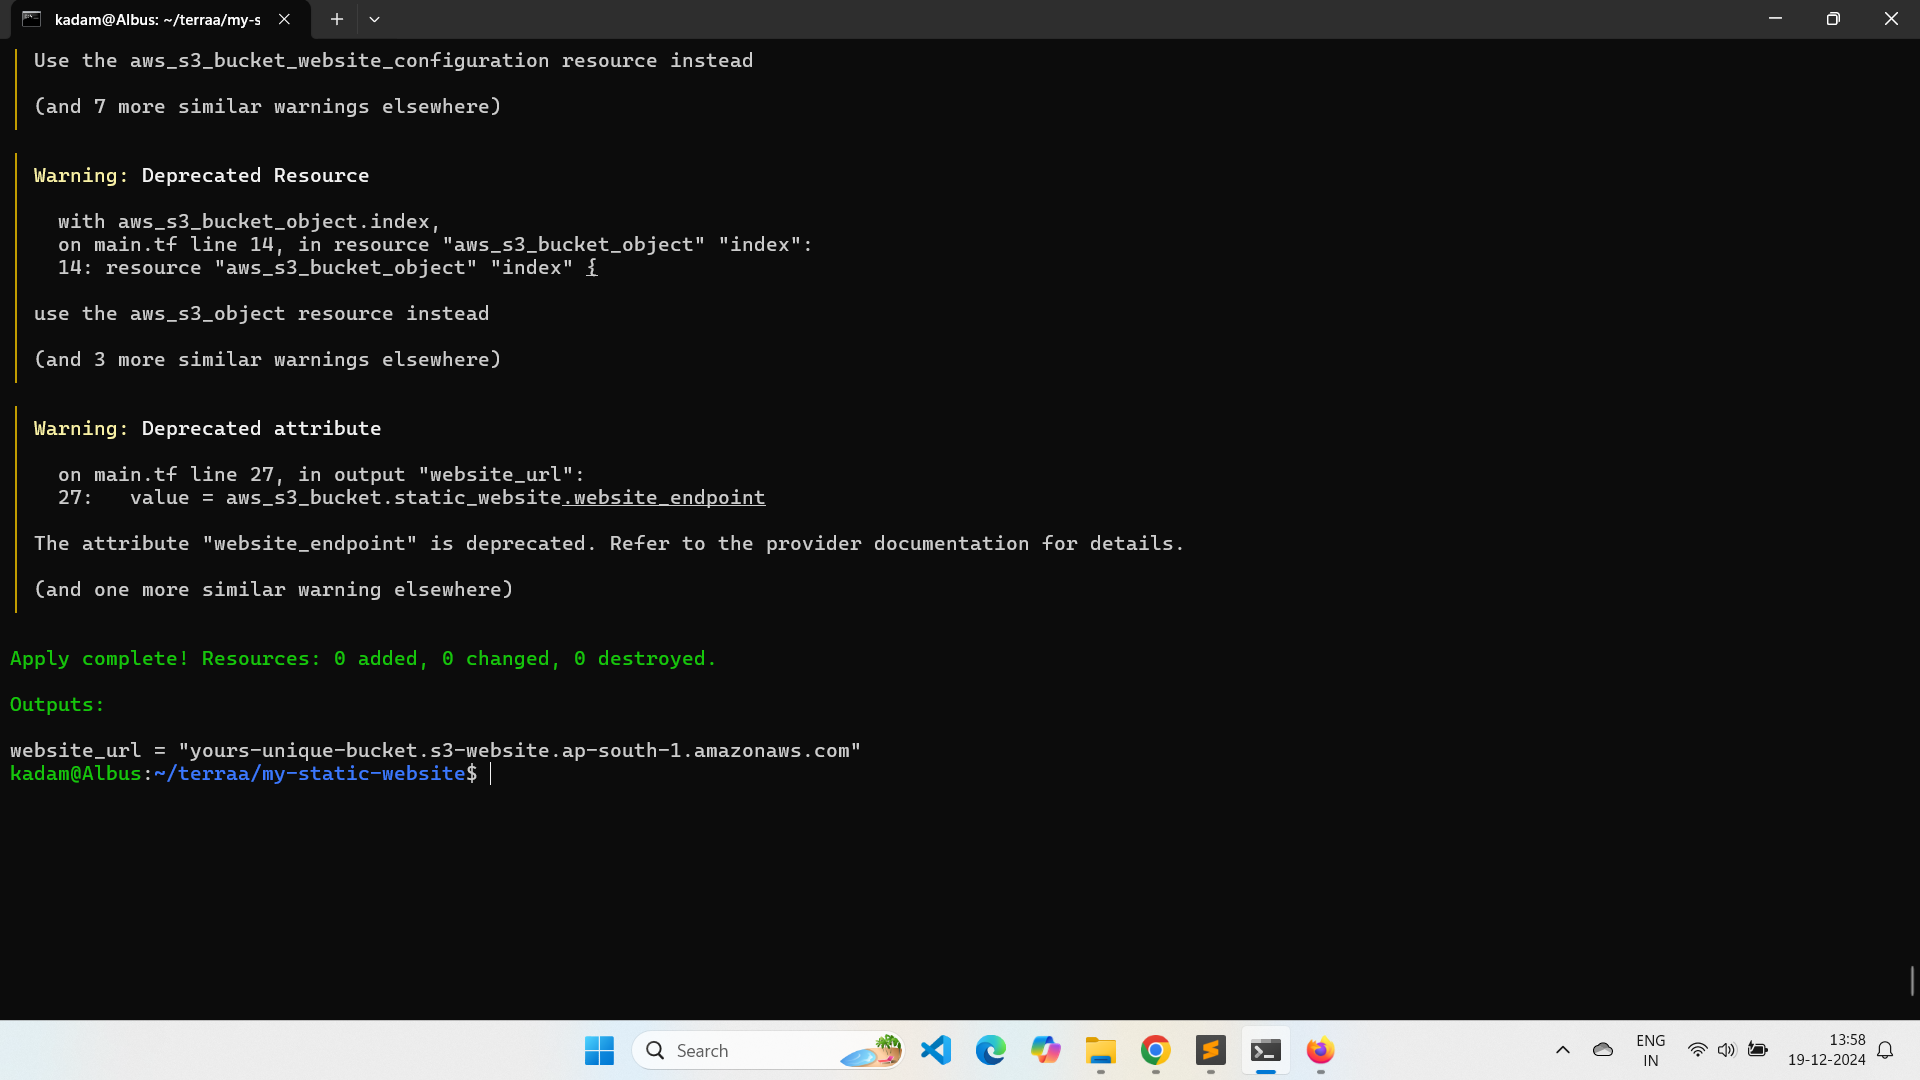 kadam@Albus: ~/terraa/my-s
Use the aws_s3_bucket_website_configuration resource instead
(and 7 more similar warnings elsewhere)
Warning: Deprecated Resource
with aws_s3_bucket_object.index,
on main.tf line 14, in resource "aws_s3_bucket_object" "index":
14: resource "aws_s3_bucket_object" "index" {
use the aws_s3_object resource instead
(and 3 more similar warnings elsewhere)
Warning: Deprecated attribute
on main.tf line 27, in output "website_url":
27:   value = aws_s3_bucket.static_website.website_endpoint
The attribute "website_endpoint" is deprecated. Refer to the provider documentation for details.
(and one more similar warning elsewhere)
Apply complete! Resources: 0 added, 0 changed, 0 destroyed.
Outputs:
website_url = "yours-unique-bucket.s3-website.ap-south-1.amazonaws.com"
kadam@Albus:~/terraa/my-static-website$
Search
ENG
IN
13:58
19-12-2024